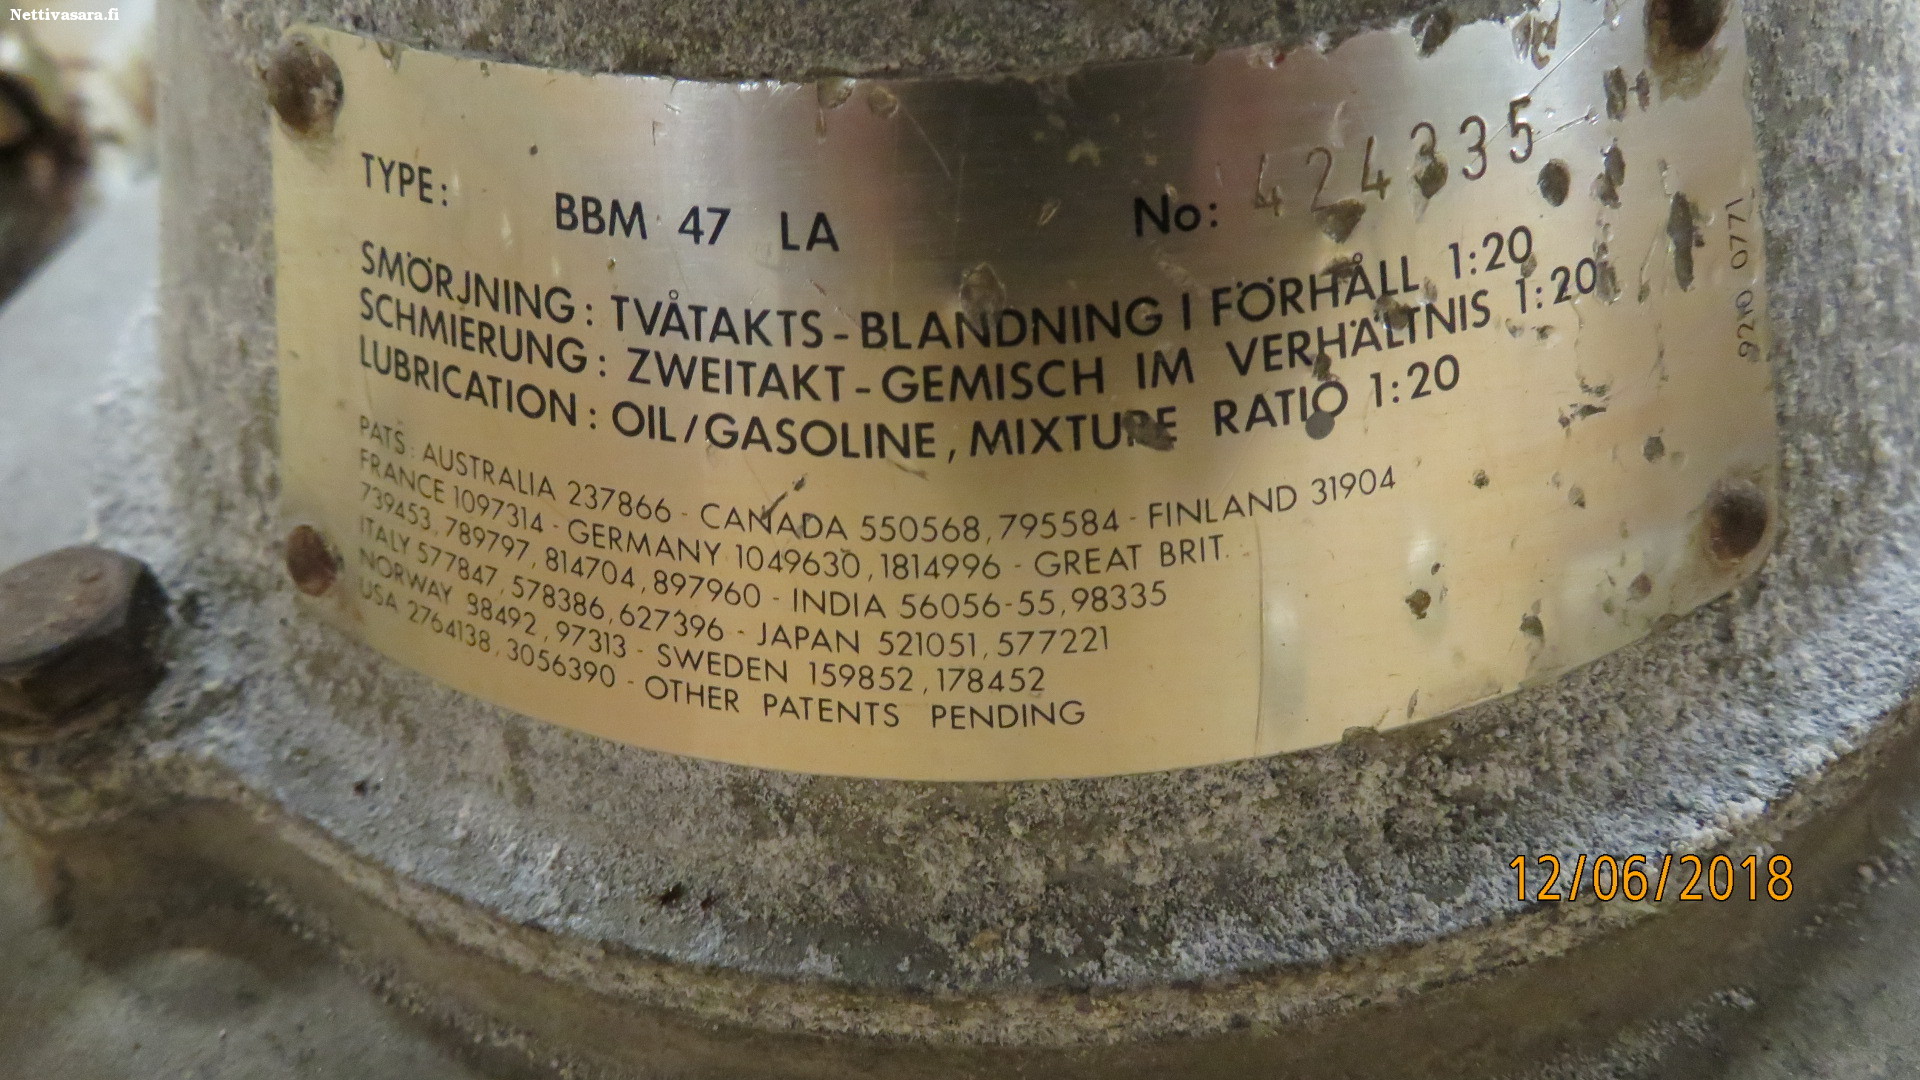 Nettivasara.fi
TYPE: BBM 47 LA No: 424335
SMÖRJNING: TVÅTAKTS-BLANDNING I FÖRHÅLL. 1:20
SCHMIERUNG: ZWEITAKT-GEMISCH IM VERHÄLTNIS 1:20
LUBRICATION: OIL/GASOLINE, MIXTURE RATIO 1:20
PATS: AUSTRALIA 237866 - CANADA 550568, 795584 - FINLAND 31904
FRANCE 1097314 - GERMANY 1049630, 1814996 - GREAT BRIT.
739453, 789797, 814704, 897960 - INDIA 56056-55, 98335
ITALY 577847, 578386, 627396 - JAPAN 521051, 577221
NORWAY 98492, 97313 - SWEDEN 159852, 178452
USA 2764138, 3056390 - OTHER PATENTS PENDING
9210 0771
12/06/2018